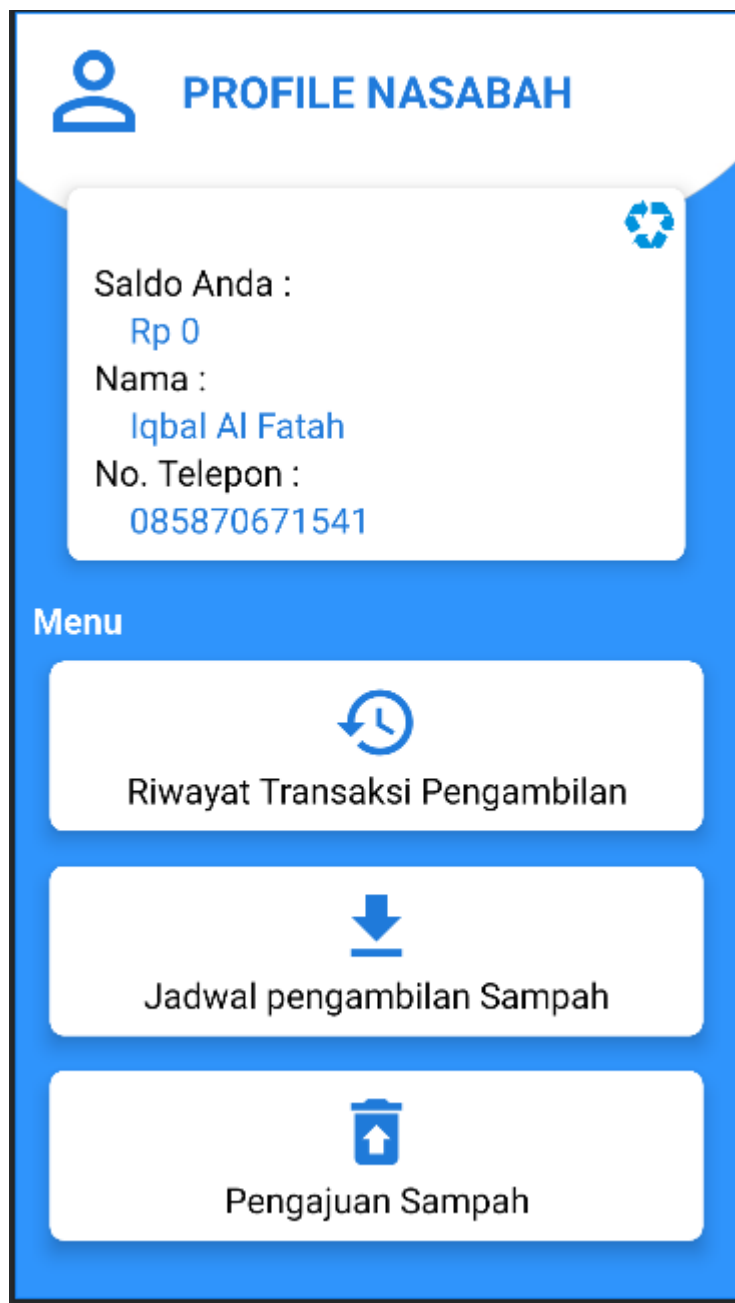 PROFILE NASABAH
Saldo Anda :
Rp 0
Nama :
Iqbal Al Fatah
No. Telepon :
085870671541
Menu
Riwayat Transaksi Pengambilan
Jadwal pengambilan Sampah
Pengajuan Sampah